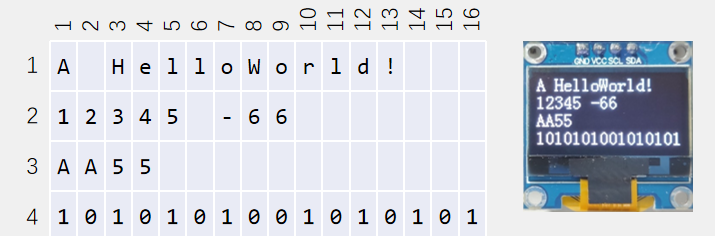 1 2 3 4 5 6 7 8 9 10 11 12 13 14 15 16
1 A HelloWorld!
2 12345 -66
3 AA55
4 1010101001010101
GND VCC SCL SDA
A HelloWorld!
12345 -66
AA55
1010101001010101